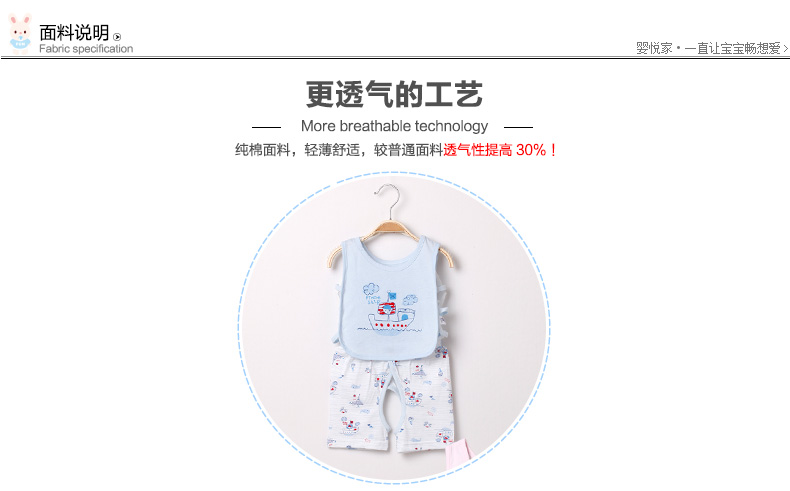 面料说明
Fabric specification
婴悦家·一直让宝宝畅想爱
更透气的工艺
More breathable technology
纯棉面料，轻薄舒适，较普通面料透气性提高 30%！